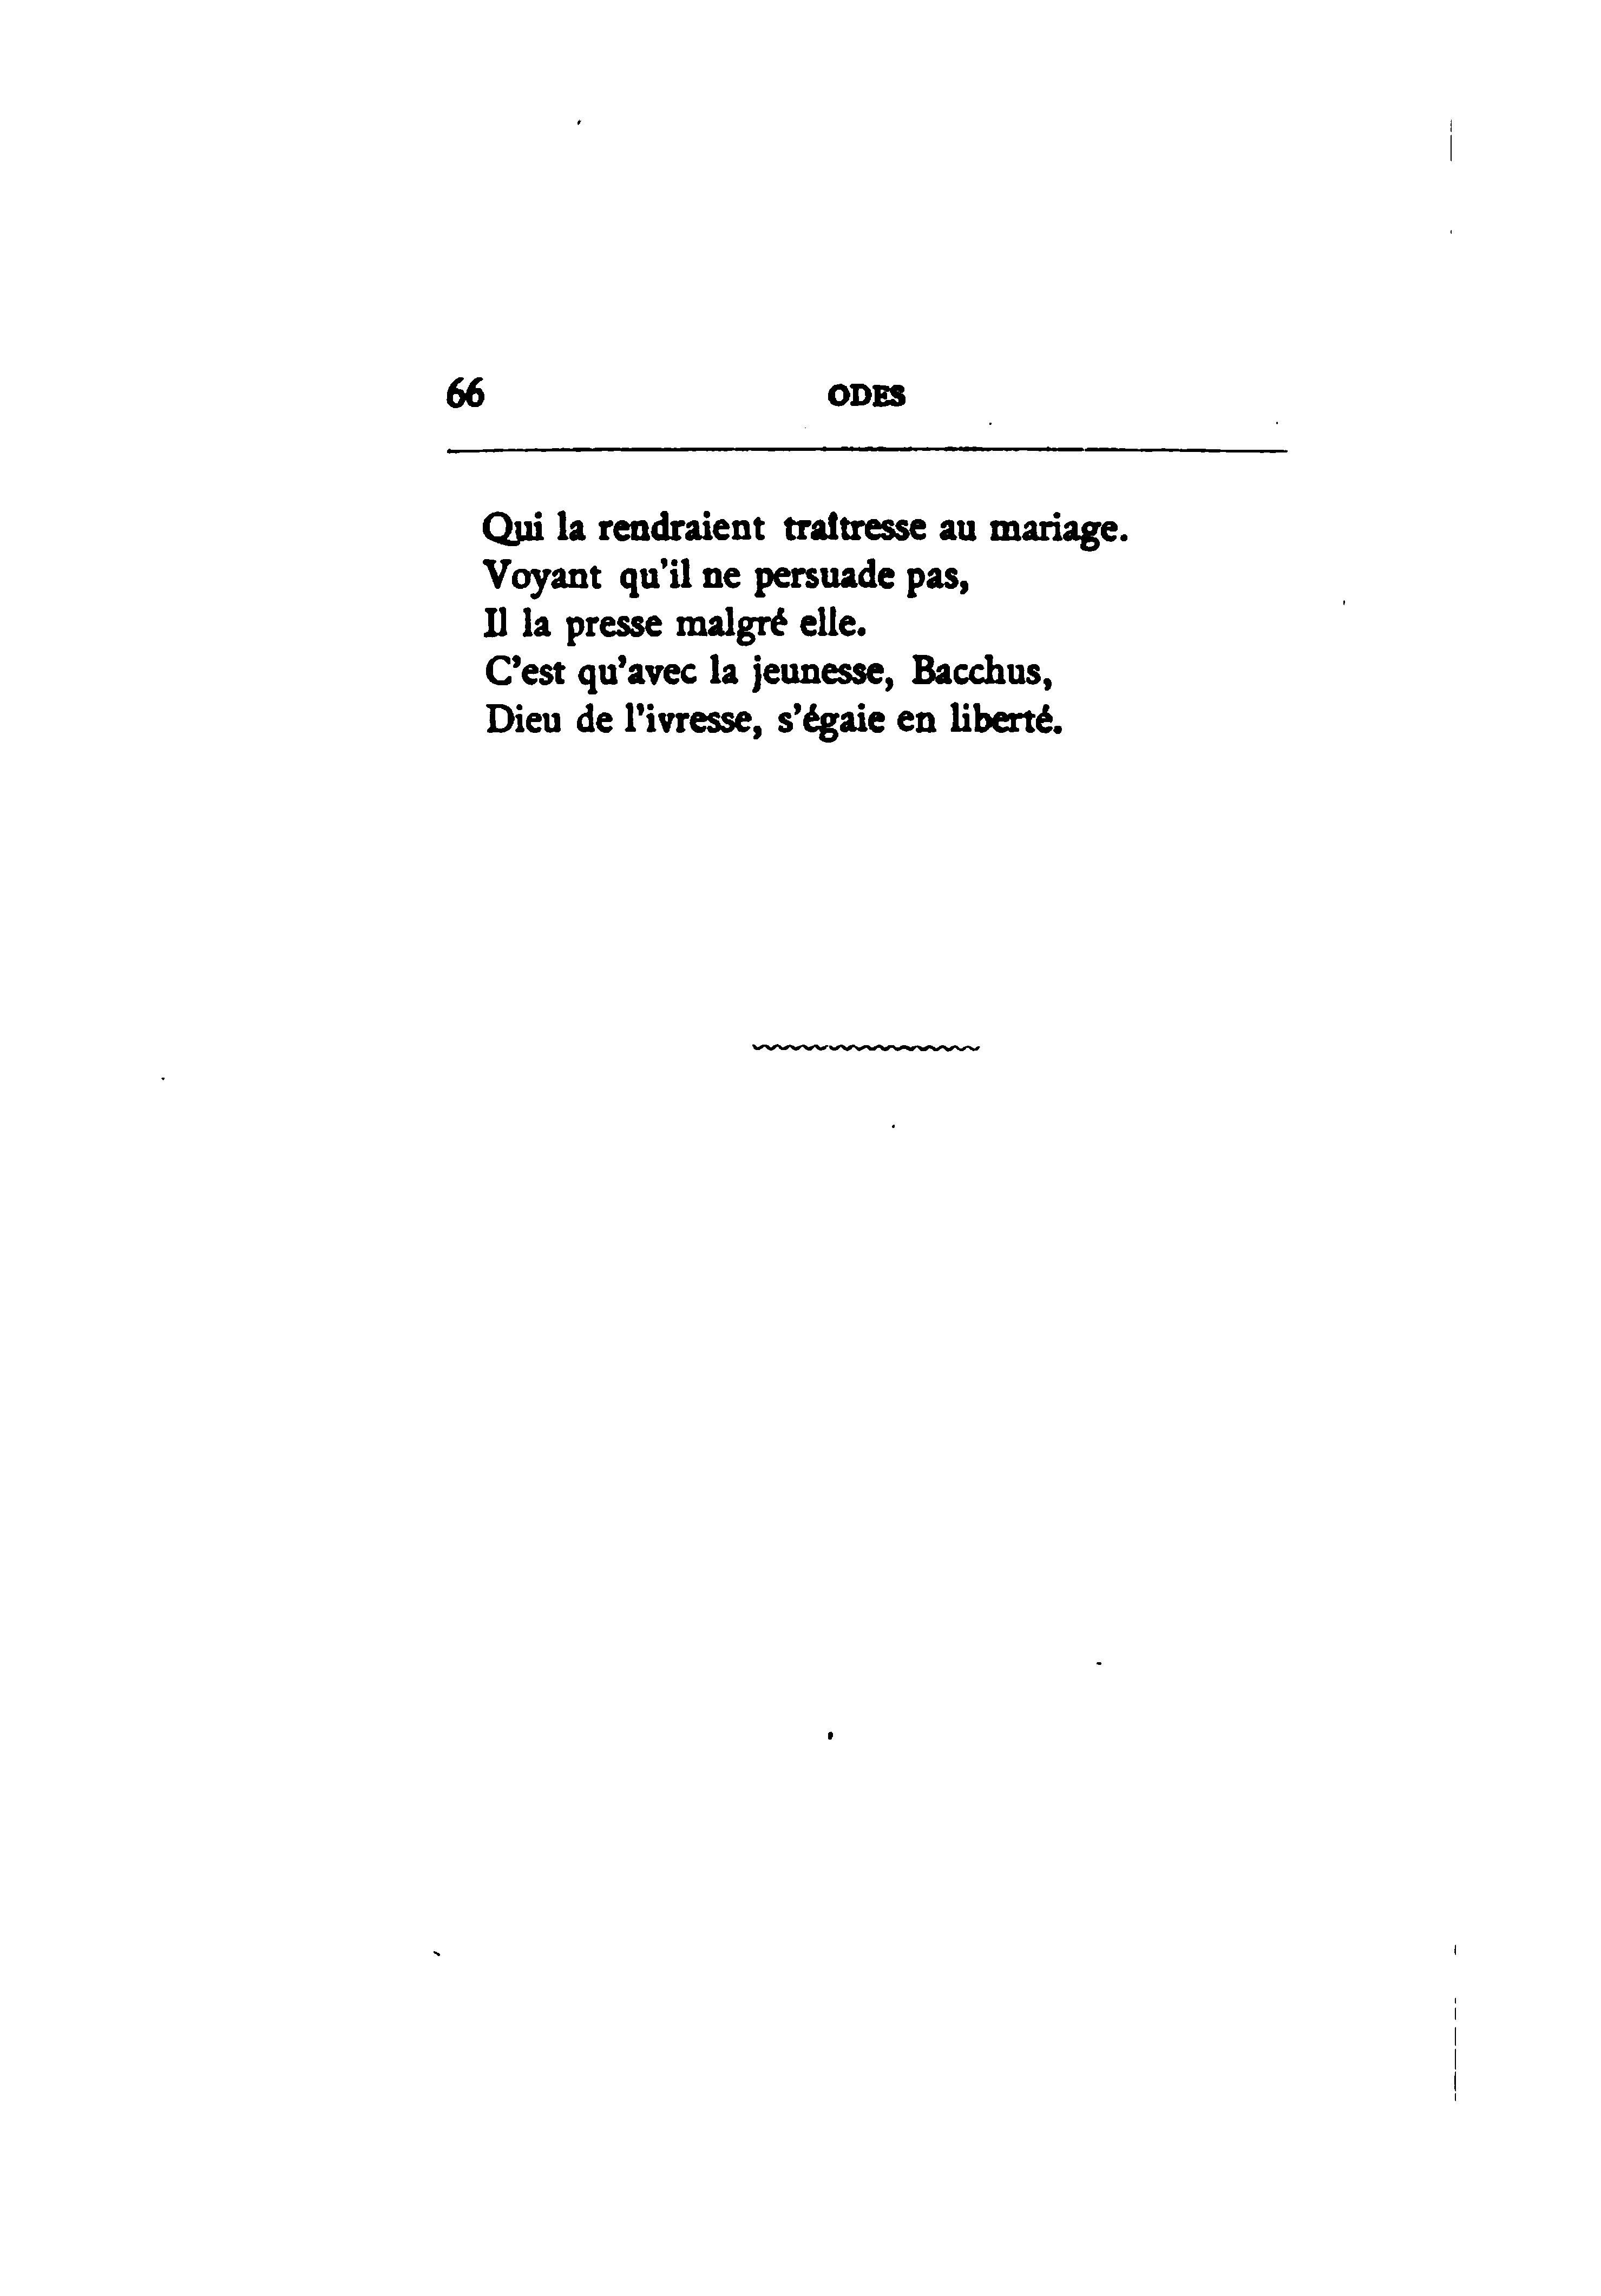 66 ODES
Qui la rendraient traîtresse au mariage.
Voyant qu'il ne persuade pas,
Il la presse malgré elle.
C'est qu'avec la jeunesse, Bacchus,
Dieu de l'ivresse, s'égaie en liberté.